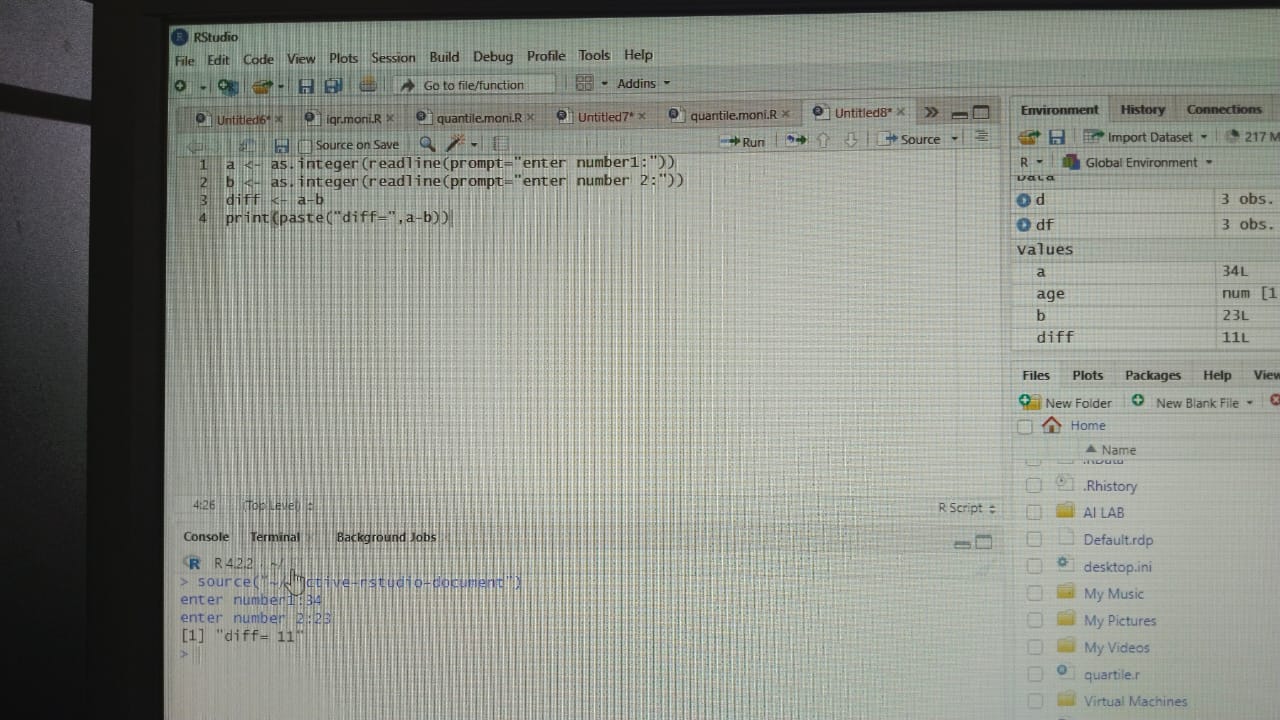 RStudio
File Edit Code View Plots Session Build Debug Profile Tools Help
Go to file/function Addins
Untitled6* iqr.moni.R quantile.moni.R Untitled7* quantile.moni.R Untitled8*
Source on Save Run Source
1 a <- as.integer(readline(prompt="enter number1:"))
2 b <- as.integer(readline(prompt="enter number 2:"))
3 diff <- a-b
4 print(paste("diff=",a-b))
4:26 (Top Level) R Script
Console Terminal Background Jobs
R 4.2.2 ~/
> source("~/ctive-rstudio-document")
enter number1:34
enter number 2:23
[1] "diff= 11"
>
Environment History Connections
Import Dataset 217 M
R Global Environment
Data
d 3 obs.
df 3 obs.
values
a 34L
age num [1
b 23L
diff 11L
Files Plots Packages Help View
New Folder New Blank File
Home
Name
.RData
.Rhistory
AI LAB
Default.rdp
desktop.ini
My Music
My Pictures
My Videos
quartile.r
Virtual Machines